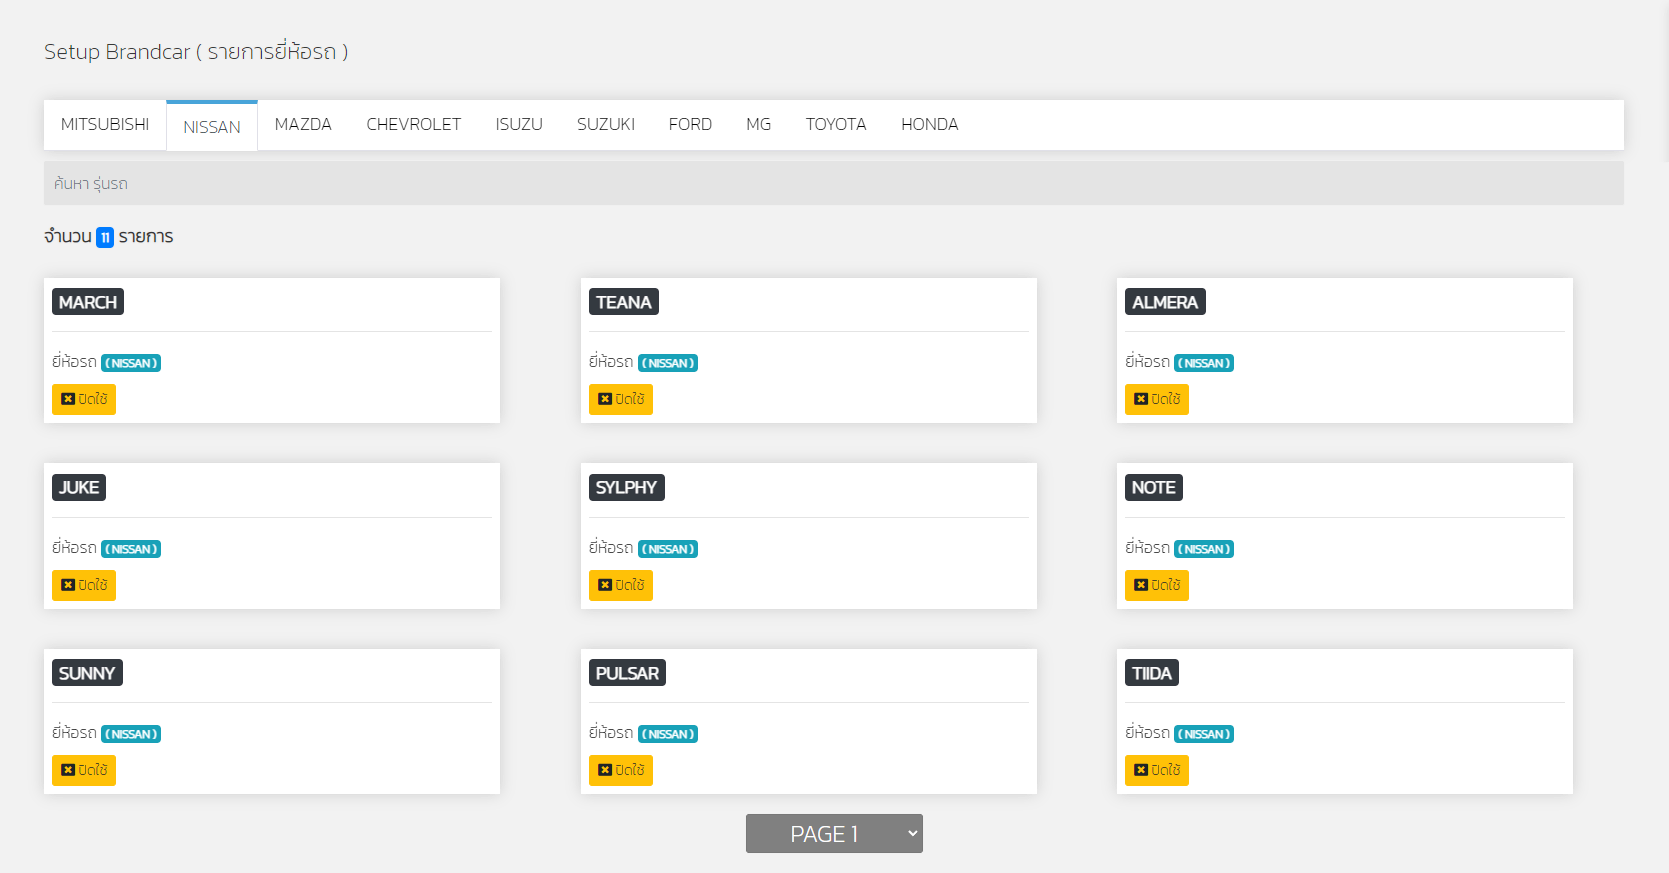 Setup Brandcar ( รายการยี่ห้อรถ )
MITSUBISHI NISSAN MAZDA CHEVROLET ISUZU SUZUKI FORD MG TOYOTA HONDA
ค้นหา รุ่นรถ
จำนวน 11 รายการ
MARCH TEANA ALMERA
ยี่ห้อรถ ( NISSAN ) ยี่ห้อรถ ( NISSAN ) ยี่ห้อรถ ( NISSAN )
ปิดใช้ ปิดใช้ ปิดใช้
JUKE SYLPHY NOTE
ยี่ห้อรถ ( NISSAN ) ยี่ห้อรถ ( NISSAN ) ยี่ห้อรถ ( NISSAN )
ปิดใช้ ปิดใช้ ปิดใช้
SUNNY PULSAR TIIDA
ยี่ห้อรถ ( NISSAN ) ยี่ห้อรถ ( NISSAN ) ยี่ห้อรถ ( NISSAN )
ปิดใช้ ปิดใช้ ปิดใช้
PAGE 1